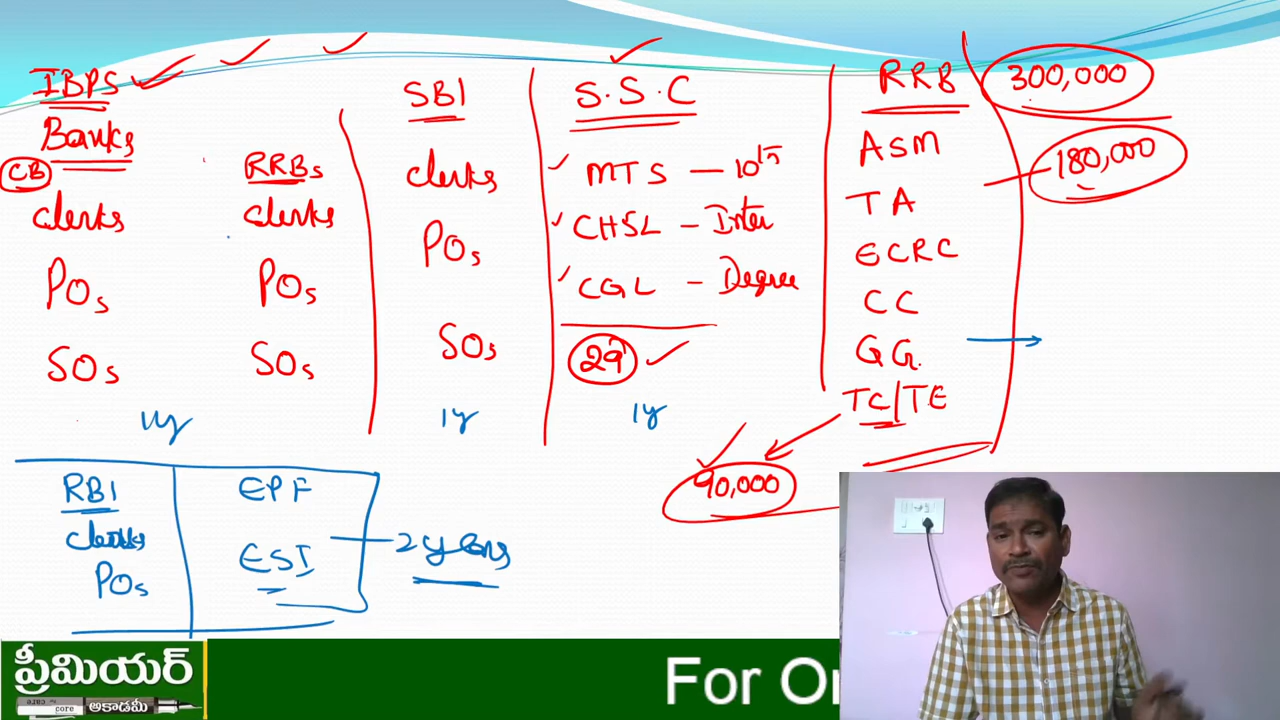 IBPS
Banks
CB
clerks
POs
SOs
1y
RRBs
clerks
POs
SOs
SBI
clerks
POs
SOs
1y
S.S.C
MTS – 10th
CHSL – Inter
CGL – Degree
29
1y
RRB
ASM
TA
ECRC
CC
GG
TC/TE
300,000
180,000
90,000
RBI
clerks
POs
EPF
ESI
2 years
ప్రీమియర్
core అకాడమీ
For On